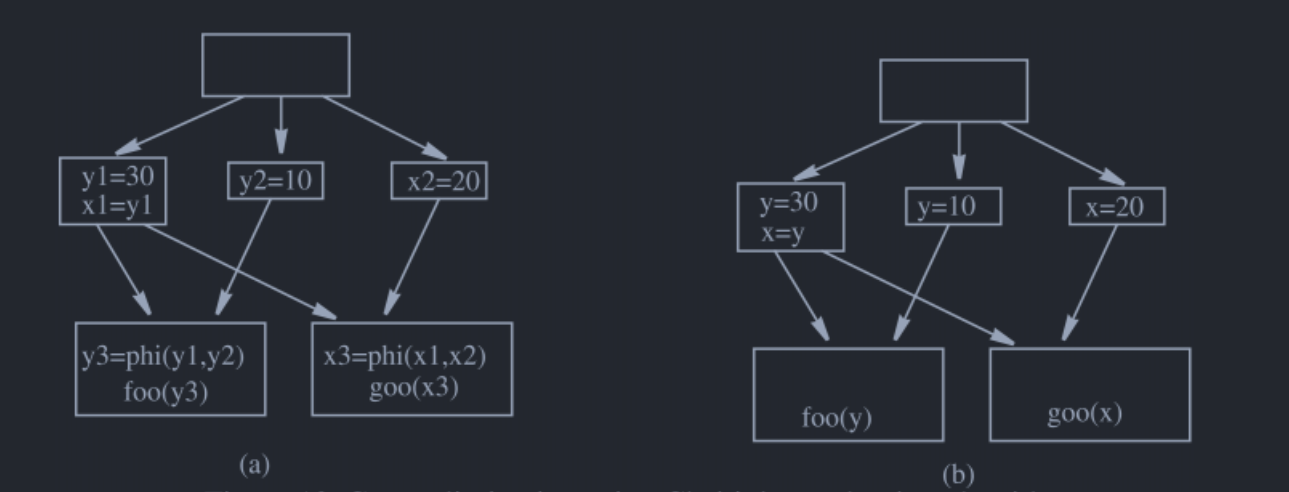 y1=30
x1=y1
y2=10
x2=20
y3=phi(y1,y2)
foo(y3)
x3=phi(x1,x2)
goo(x3)
(a)
y=30
x=y
y=10
x=20
foo(y)
goo(x)
(b)